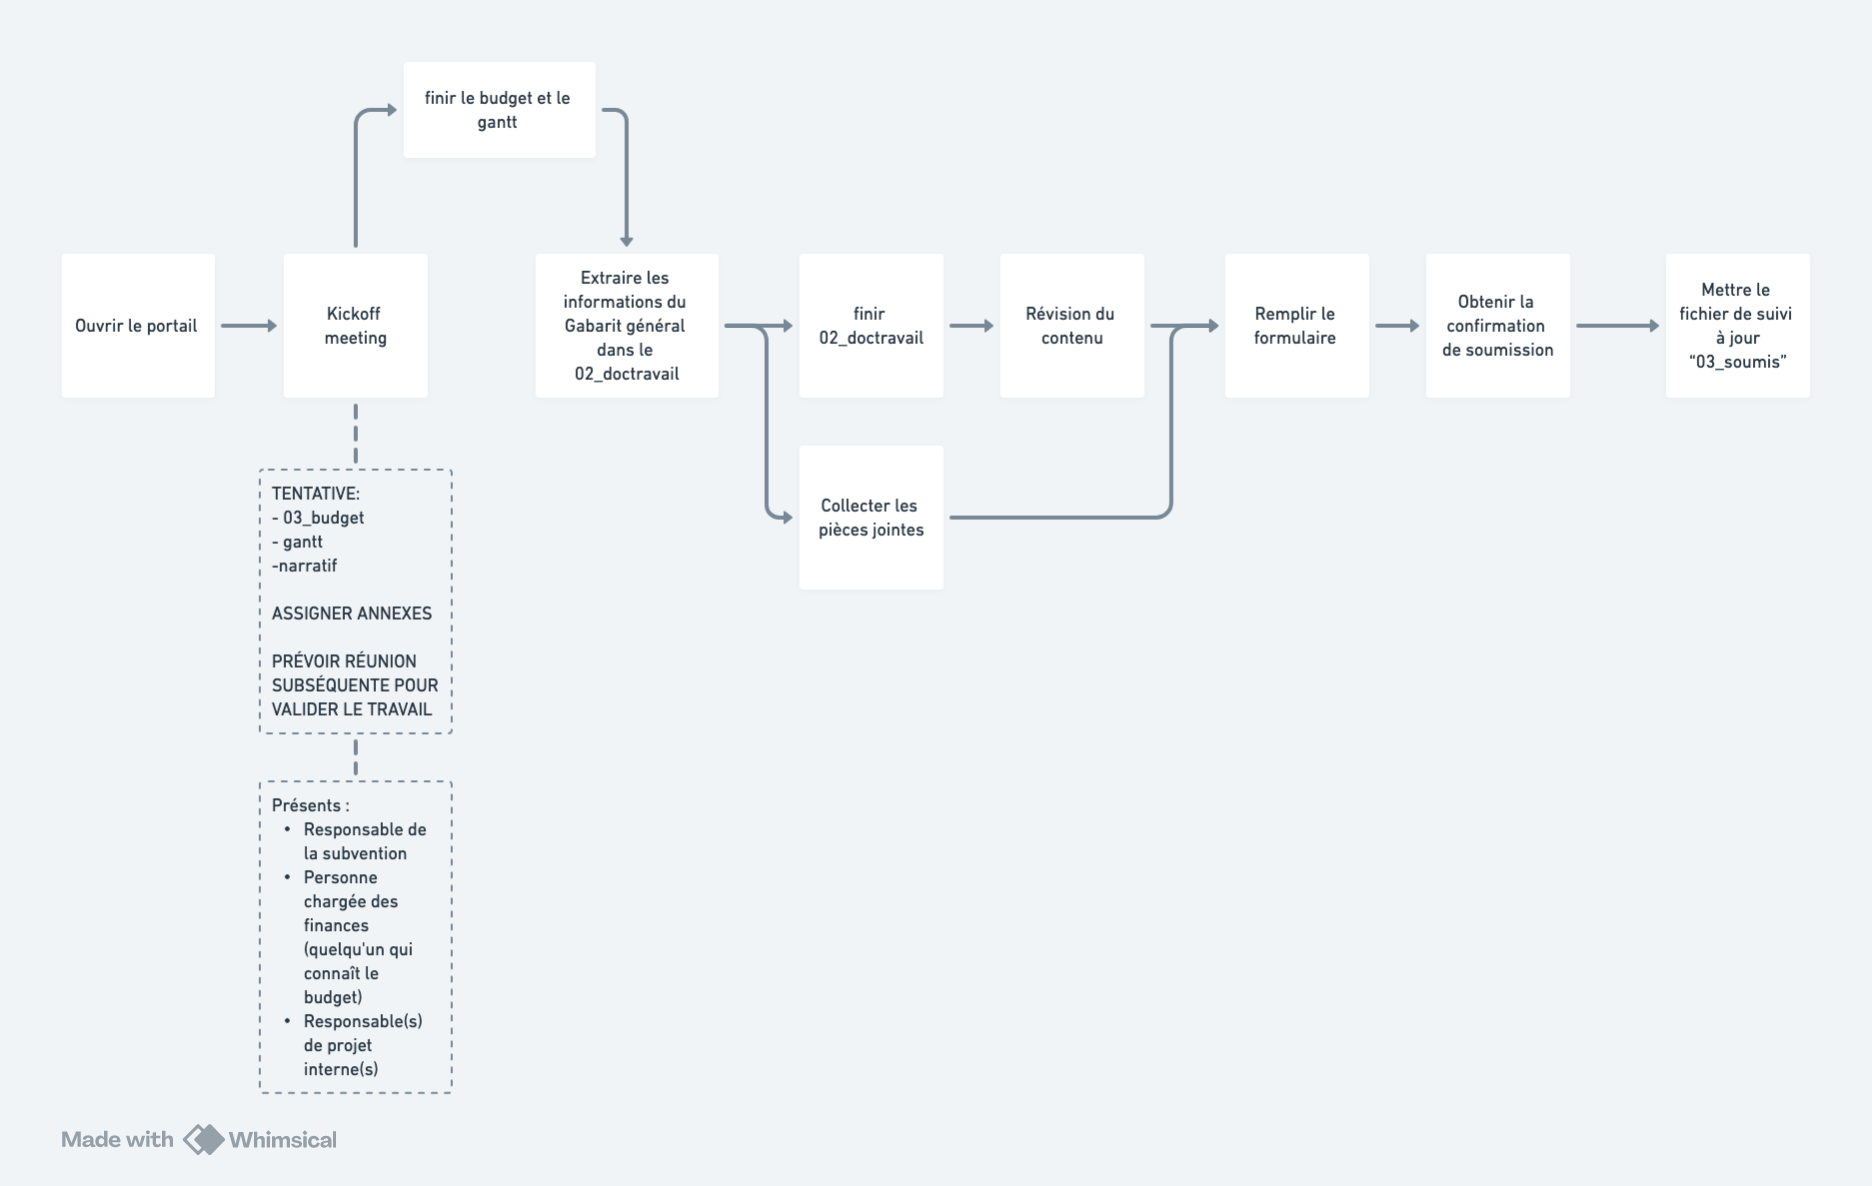 finir le budget et le
gantt
Ouvrir le portail
Kickoff
meeting
Extraire les
informations du
Gabarit général
dans le
02_doctravail
finir
02_doctravail
Révision du
contenu
Remplir le
formulaire
Obtenir la
confirmation
de soumission
Mettre le
fichier de suivi
à jour
“03_soumis”
Collecter les
pièces jointes
TENTATIVE:
- 03_budget
- gantt
-narratif
ASSIGNER ANNEXES
PRÉVOIR RÉUNION
SUBSÉQUENTE POUR
VALIDER LE TRAVAIL
Présents :
• Responsable de
la subvention
• Personne
chargée des
finances
(quelqu'un qui
connaît le
budget)
• Responsable(s)
de projet
interne(s)
Made with Whimsical